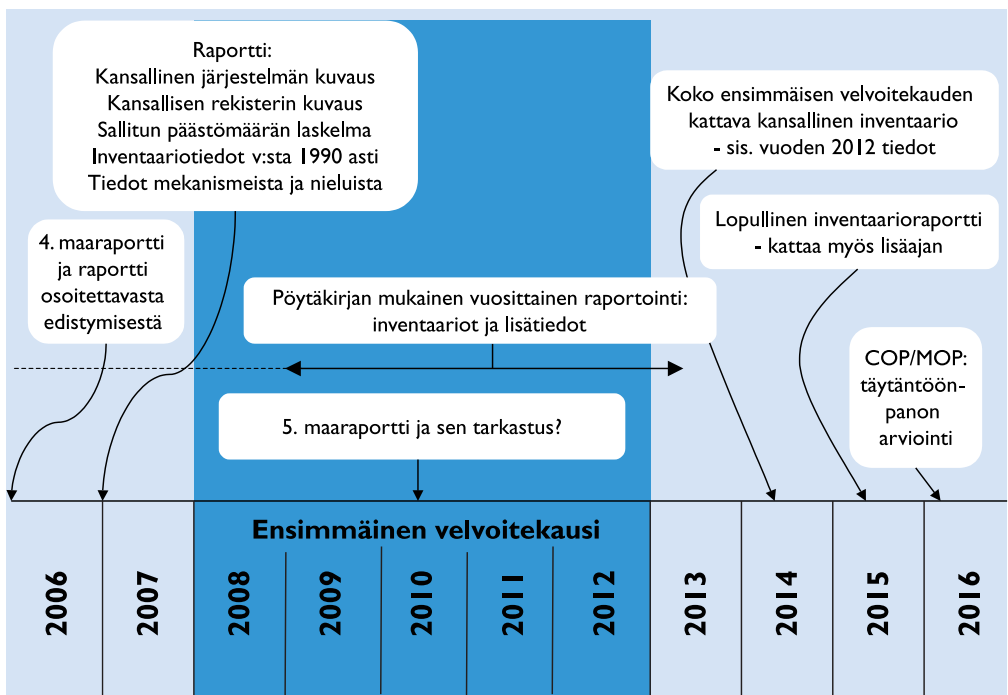 Raportti:
Kansallinen järjestelmän kuvaus
Kansallisen rekisterin kuvaus
Sallitun päästömäärän laskelma
Inventaariotiedot v:sta 1990 asti
Tiedot mekanismeista ja nieluista
Koko ensimmäisen velvoitekauden
kattava kansallinen inventaario
- sis. vuoden 2012 tiedot
4. maaraportti
ja raportti
osoitettavasta
edistymisestä
Lopullinen inventaarioraportti
- kattaa myös lisäajan
Pöytäkirjan mukainen vuosittainen raportointi:
inventaariot ja lisätiedot
COP/MOP:
täytäntöön-
panon
arviointi
5. maaraportti ja sen tarkastus?
Ensimmäinen velvoitekausi
2006
2007
2008
2009
2010
2011
2012
2013
2014
2015
2016